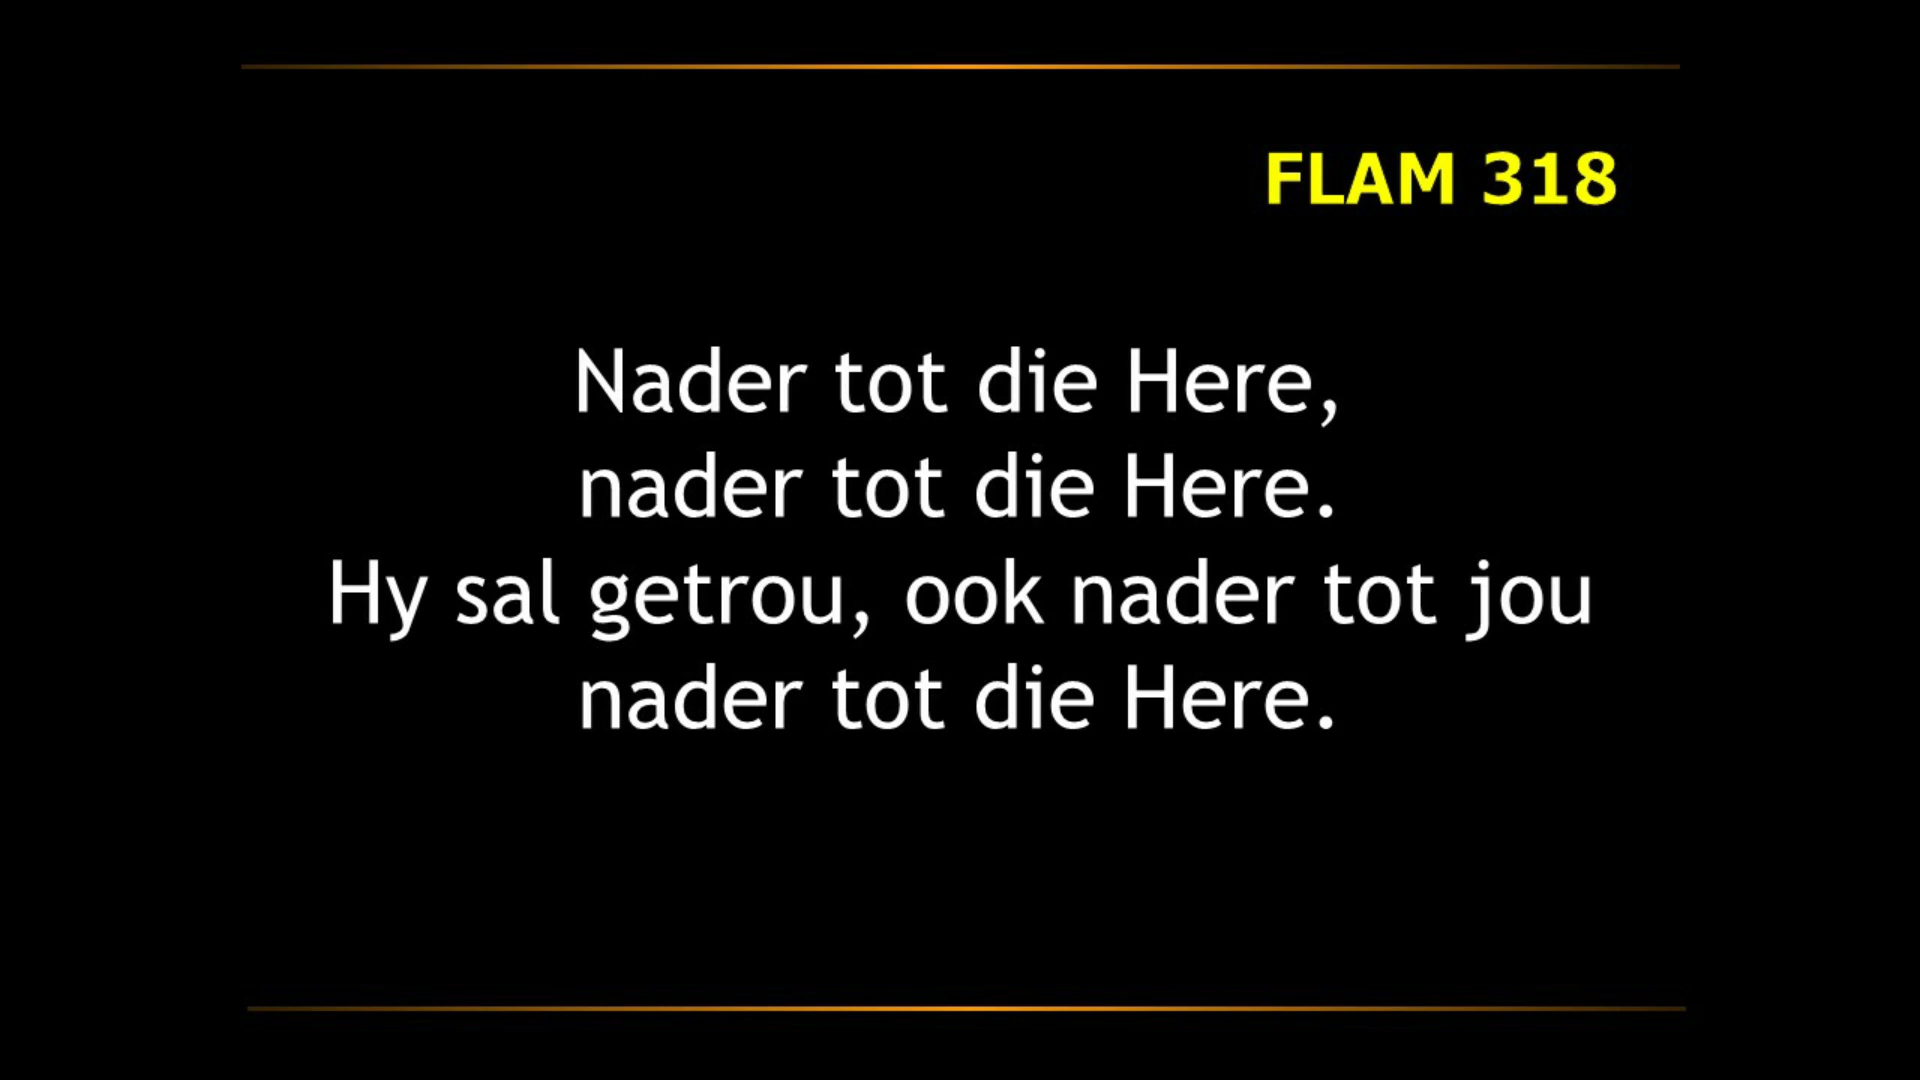 FLAM 318
Nader tot die Here,
nader tot die Here.
Hy sal getrou, ook nader tot jou
nader tot die Here.